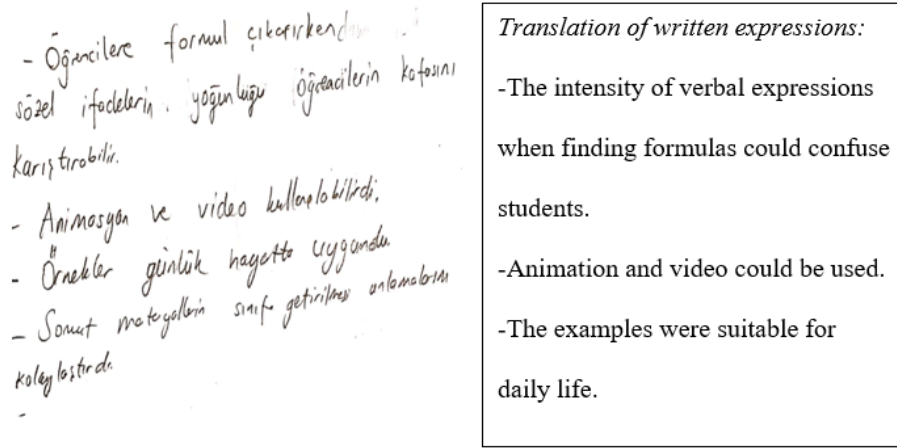 - Öğrencilere formul çıkarırken
sözel ifadelerin yoğunluğu öğrencilerin kafasını
karıştırabilir.
- Animasyon ve video kullanılabilirdi.
- Örnekler günlük hayatta uygundu.
- Somut materyallerin sınıfa getirilmesi anlamalarını
kolaylaştırdı.
-
Translation of written expressions:
-The intensity of verbal expressions
when finding formulas could confuse
students.
-Animation and video could be used.
-The examples were suitable for
daily life.